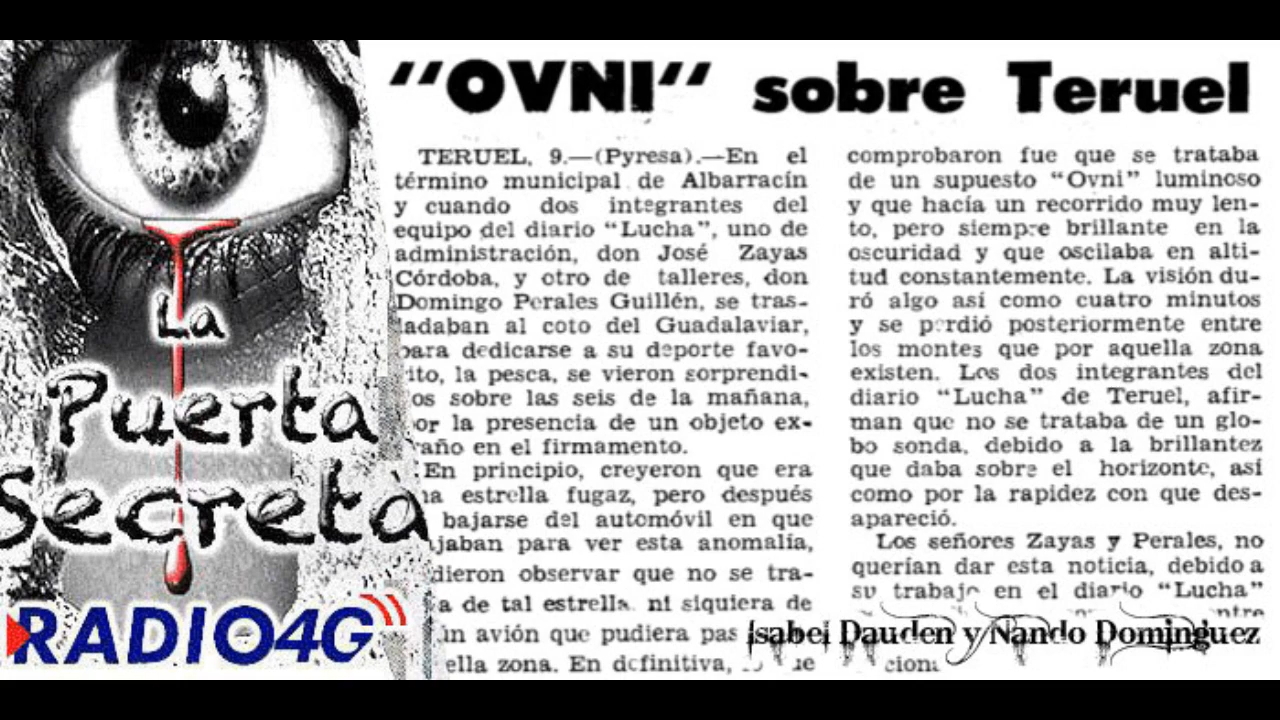 La
Puerta
Secreta
RADIO4G
"OVNI" sobre Teruel
TERUEL, 9.—(Pyresa).—En el
término municipal de Albarracín
y cuando dos integrantes del
equipo del diario "Lucha", uno de
administración, don José Zayas
Córdoba, y otro de talleres, don
Domingo Perales Guillén, se tras-
ladaban al coto del Guadalaviar,
para dedicarse a su deporte favo-
rito, la pesca, se vieron sorprendi-
dos sobre las seis de la mañana,
por la presencia de un objeto ex-
traño en el firmamento.
En principio, creyeron que era
una estrella fugaz, pero después
bajarse del automóvil en que
viajaban para ver esta anomalía,
pudieron observar que no se tra-
taba de tal estrella ni siquiera de
un avión que pudiera
aquella zona. En definitiva,
comprobaron fue que se trataba
de un supuesto "Ovni" luminoso
y que hacía un recorrido muy len-
to, pero siempre brillante en la
oscuridad y que oscilaba en alti-
tud constantemente. La visión du-
ró algo así como cuatro minutos
y se perdió posteriormente entre
los montes que por aquella zona
existen. Los dos integrantes del
diario "Lucha" de Teruel, afir-
man que no se trataba de un glo-
bo sonda, debido a la brillantez
que daba sobre el horizonte, así
como por la rapidez con que des-
apareció.
Los señores Zayas y Perales, no
querían dar esta noticia, debido a
su trabajo en el diario "Lucha"
Isabel Dauden y Nando Dominguez